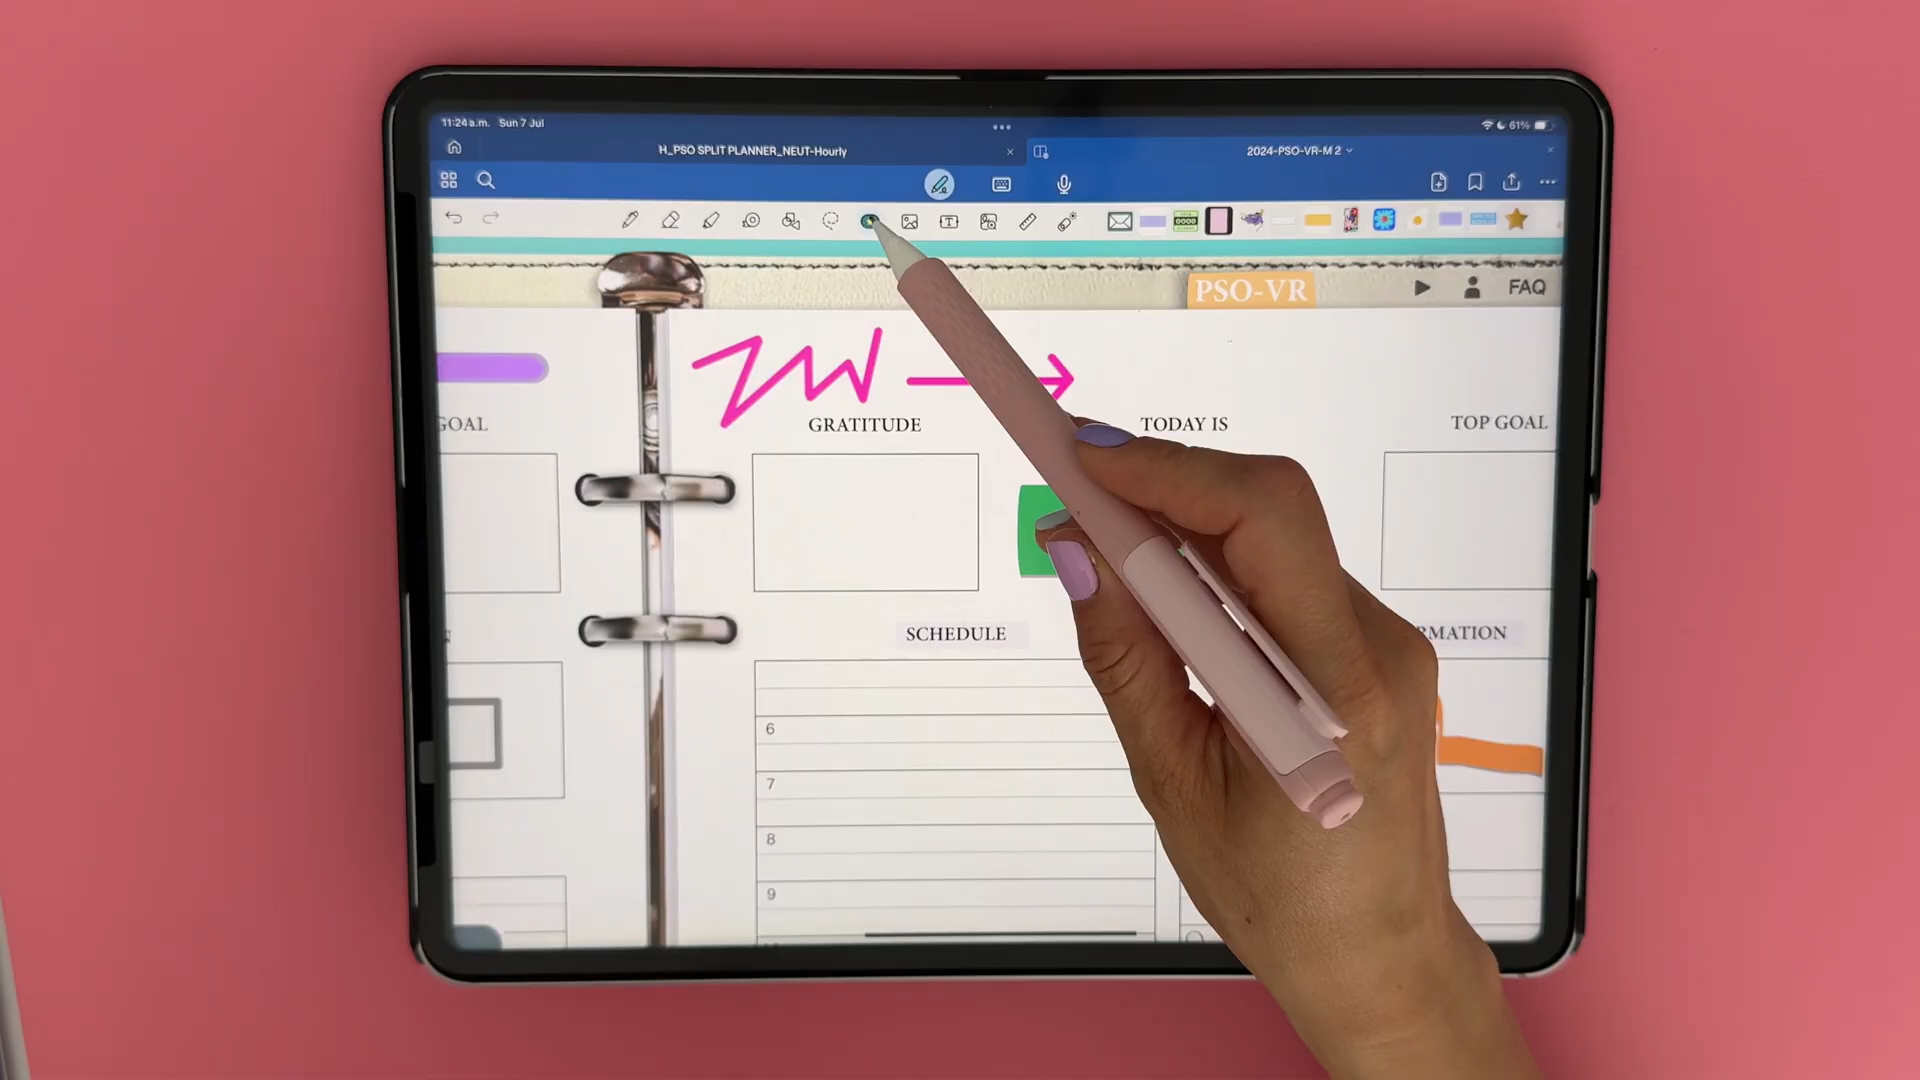 11:24 a.m. Sun 7 Jul
61%
H_PSO SPLIT PLANNER_NEUT-Hourly
2024-PSO-VR-M 2
PSO-VR
FAQ
GOAL
GRATITUDE
TODAY IS
TOP GOAL
SCHEDULE
RMATION
6
7
8
9